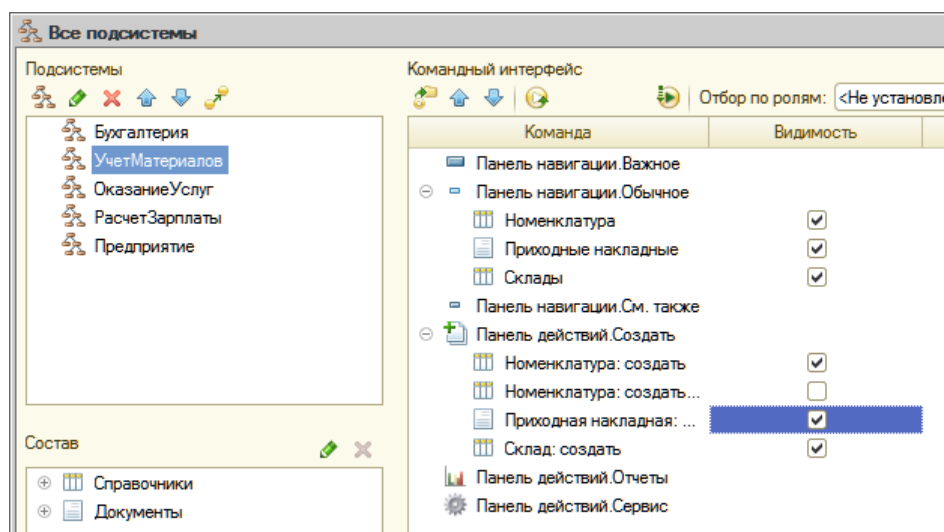 Все подсистемы
Подсистемы
Бухгалтерия
УчетМатериалов
ОказаниеУслуг
РасчетЗарплаты
Предприятие
Состав
Справочники
Документы
Командный интерфейс
Отбор по ролям: <Не установле
Команда Видимость
Панель навигации.Важное
Панель навигации.Обычное
Номенклатура
Приходные накладные
Склады
Панель навигации.См. также
Панель действий.Создать
Номенклатура: создать
Номенклатура: создать...
Приходная накладная: ...
Склад: создать
Панель действий.Отчеты
Панель действий.Сервис